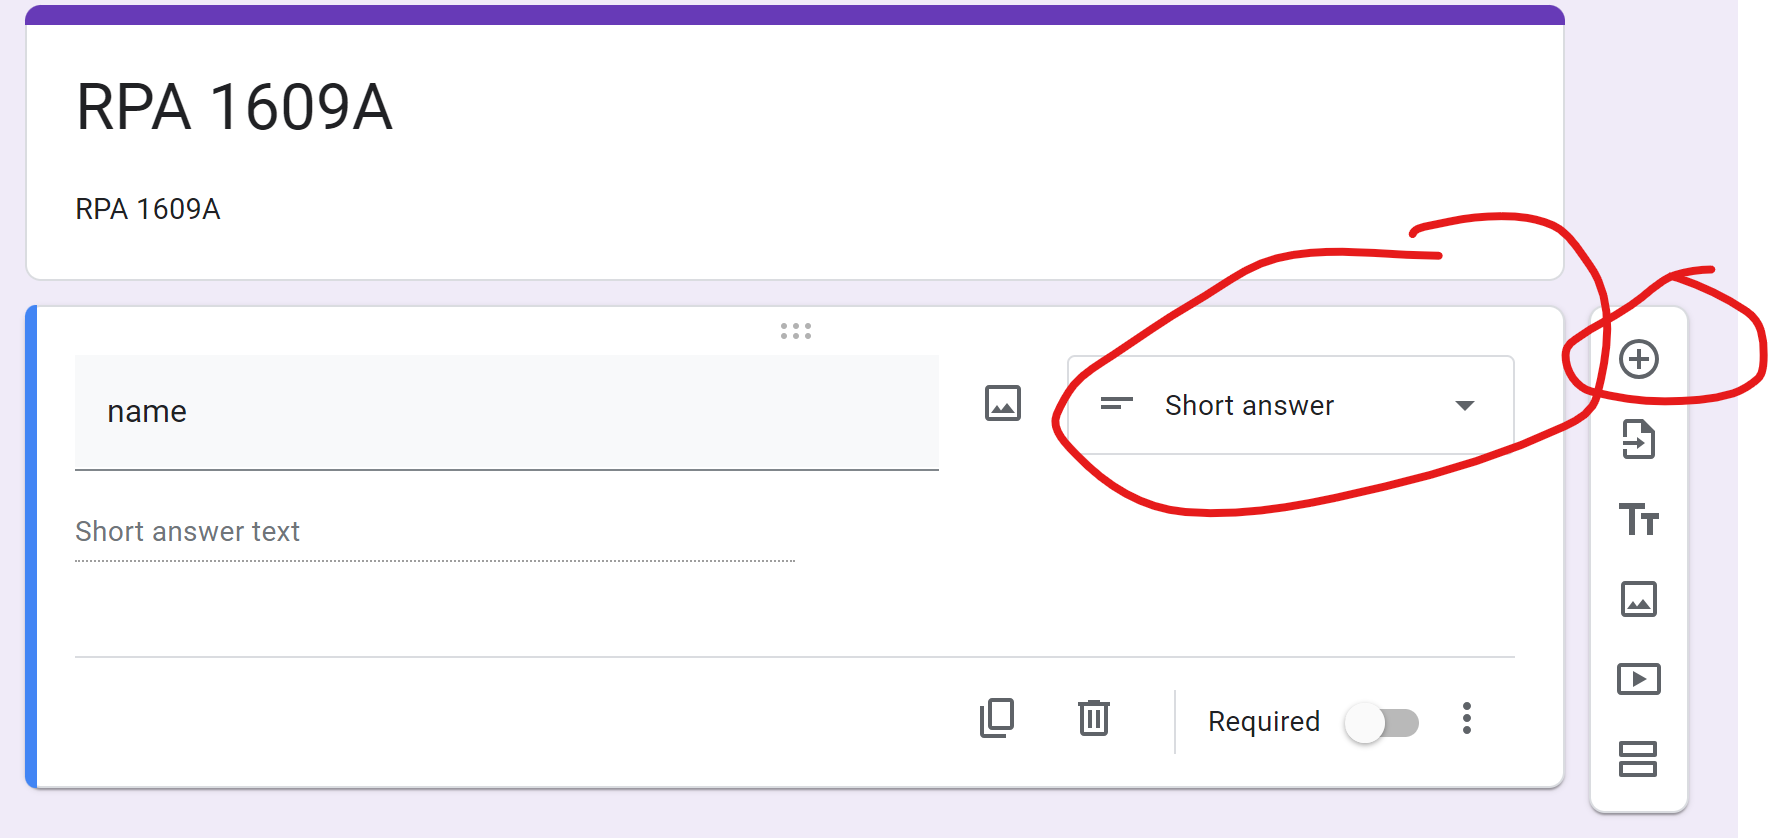 RPA 1609A
RPA 1609A
name
Short answer
Short answer text
Required